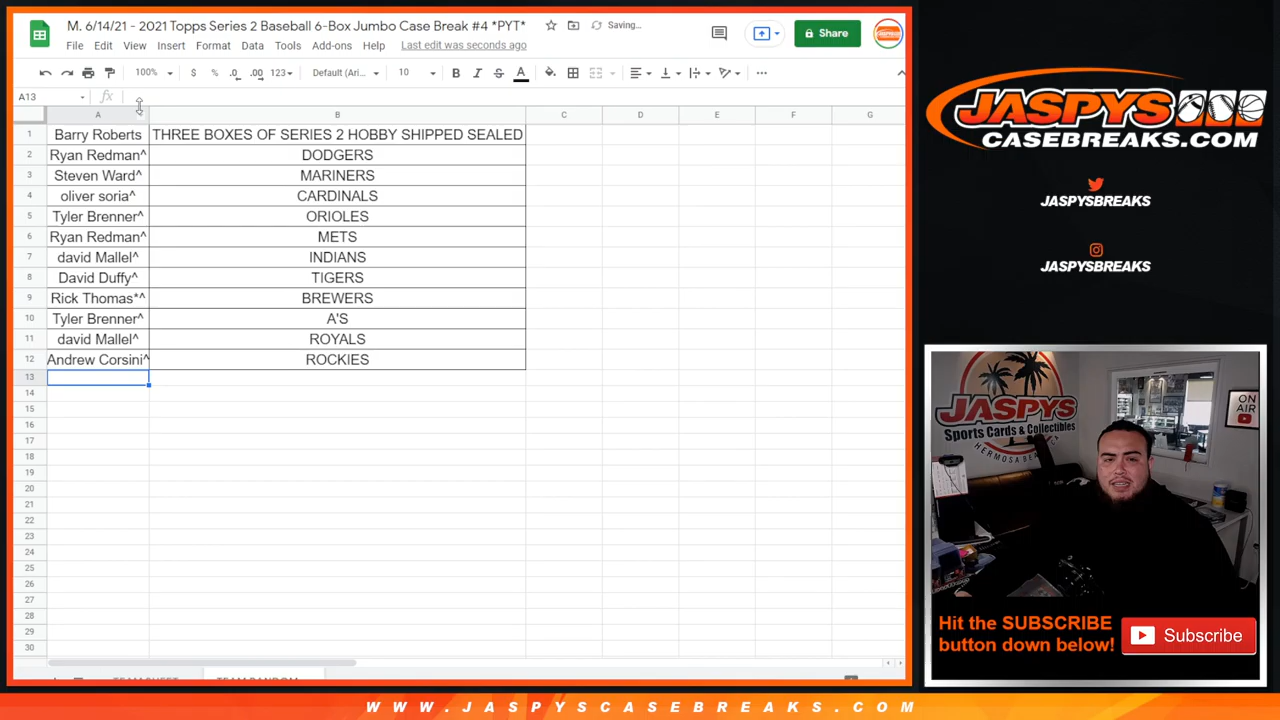 M. 6/14/21 - 2021 Topps Series 2 Baseball 6-Box Jumbo Case Break #4 *PYT*
Saving...
File Edit View Insert Format Data Tools Add-ons Help Last edit was seconds ago
Share
100% $ % .0 .00 123 Default (Ari... 10 B I S A
A13 fx
A B C D E F G
1 Barry Roberts THREE BOXES OF SERIES 2 HOBBY SHIPPED SEALED
2 Ryan Redman^ DODGERS
3 Steven Ward^ MARINERS
4 oliver soria^ CARDINALS
5 Tyler Brenner^ ORIOLES
6 Ryan Redman^ METS
7 david Mallel^ INDIANS
8 David Duffy^ TIGERS
9 Rick Thomas*^ BREWERS
10 Tyler Brenner^ A'S
11 david Mallel^ ROYALS
12 Andrew Corsini^ ROCKIES
13
14
15
16
17
18
19
20
21
22
23
24
25
26
27
28
29
30
JASPYS
CASEBREAKS.COM
JASPYSBREAKS
JASPYSBREAKS
JASPYS
Sports Cards & Collectibles
HERMOSA BEACH
ON AIR
Hit the SUBSCRIBE
button down below!
Subscribe
WWW.JASPYSCASEBREAKS.COM